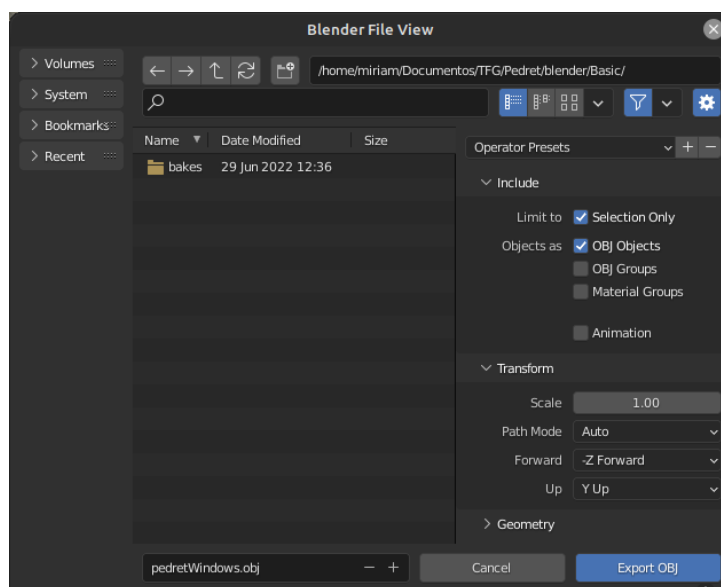 Blender File View
Volumes
System
Bookmarks
Recent
/home/miriam/Documentos/TFG/Pedret/blender/Basic/
Name Date Modified Size
bakes 29 Jun 2022 12:36
Operator Presets
Include
Limit to Selection Only
Objects as OBJ Objects
OBJ Groups
Material Groups
Animation
Transform
Scale 1.00
Path Mode Auto
Forward -Z Forward
Up Y Up
Geometry
pedretWindows.obj
Cancel Export OBJ